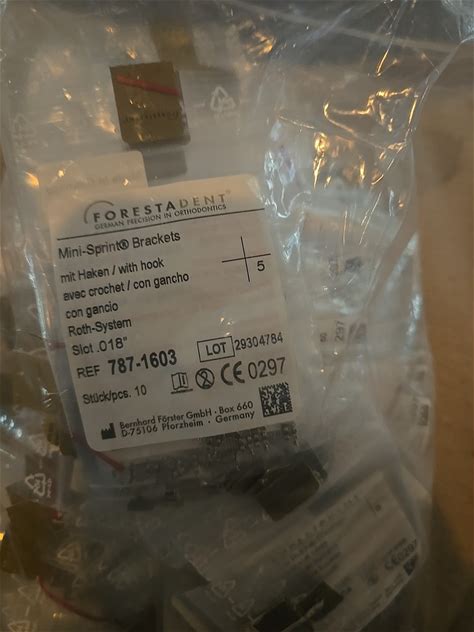 FORESTADENT®
GERMAN PRECISION IN ORTHODONTICS
Mini-Sprint® Brackets
mit Haken / with hook
avec crochet / con gancho
con gancio
Roth-System
Slot .018"
5
REF 787-1603
LOT 29304784
Stück/pcs. 10
CE 0297
Bernhard Förster GmbH · Box 660
D-75106 Pforzheim · Germany
CE0297